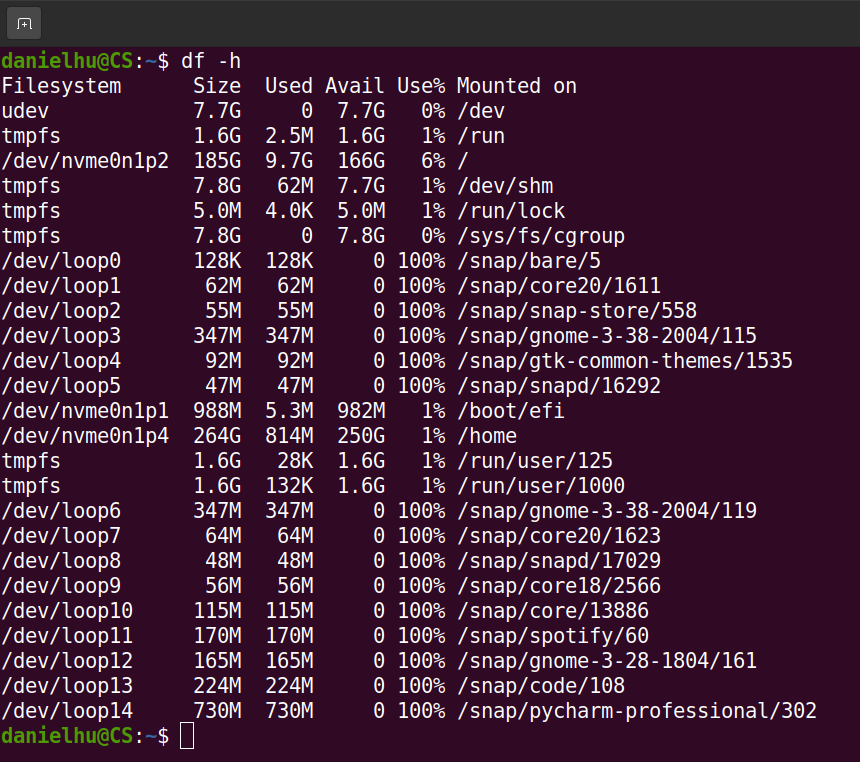 danielhu@CS:~$ df -h
Filesystem      Size  Used Avail Use% Mounted on
udev            7.7G     0  7.7G   0% /dev
tmpfs           1.6G  2.5M  1.6G   1% /run
/dev/nvme0n1p2  185G  9.7G  166G   6% /
tmpfs           7.8G   62M  7.7G   1% /dev/shm
tmpfs           5.0M  4.0K  5.0M   1% /run/lock
tmpfs           7.8G     0  7.8G   0% /sys/fs/cgroup
/dev/loop0      128K  128K     0 100% /snap/bare/5
/dev/loop1       62M   62M     0 100% /snap/core20/1611
/dev/loop2       55M   55M     0 100% /snap/snap-store/558
/dev/loop3      347M  347M     0 100% /snap/gnome-3-38-2004/115
/dev/loop4       92M   92M     0 100% /snap/gtk-common-themes/1535
/dev/loop5       47M   47M     0 100% /snap/snapd/16292
/dev/nvme0n1p1  988M  5.3M  982M   1% /boot/efi
/dev/nvme0n1p4  264G  814M  250G   1% /home
tmpfs           1.6G   28K  1.6G   1% /run/user/125
tmpfs           1.6G  132K  1.6G   1% /run/user/1000
/dev/loop6      347M  347M     0 100% /snap/gnome-3-38-2004/119
/dev/loop7       64M   64M     0 100% /snap/core20/1623
/dev/loop8       48M   48M     0 100% /snap/snapd/17029
/dev/loop9       56M   56M     0 100% /snap/core18/2566
/dev/loop10     115M  115M     0 100% /snap/core/13886
/dev/loop11     170M  170M     0 100% /snap/spotify/60
/dev/loop12     165M  165M     0 100% /snap/gnome-3-28-1804/161
/dev/loop13     224M  224M     0 100% /snap/code/108
/dev/loop14     730M  730M     0 100% /snap/pycharm-professional/302
danielhu@CS:~$